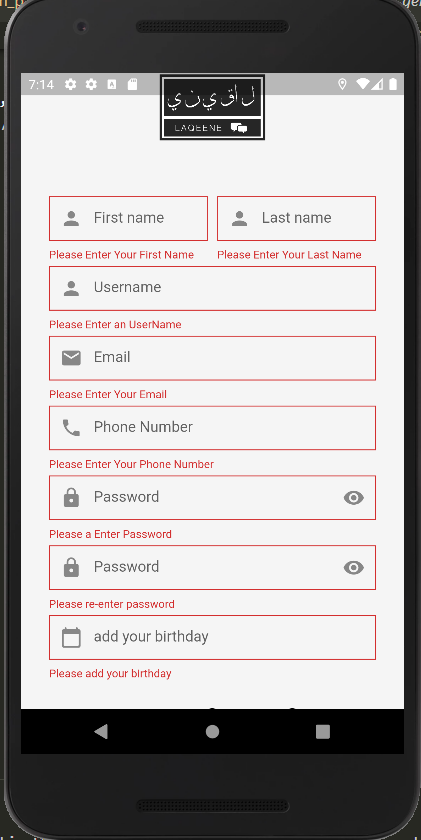 7:14
لاقيني
LAQEENE
First name
Last name
Please Enter Your First Name
Please Enter Your Last Name
Username
Please Enter an UserName
Email
Please Enter Your Email
Phone Number
Please Enter Your Phone Number
Password
Please a Enter Password
Password
Please re-enter password
add your birthday
Please add your birthday